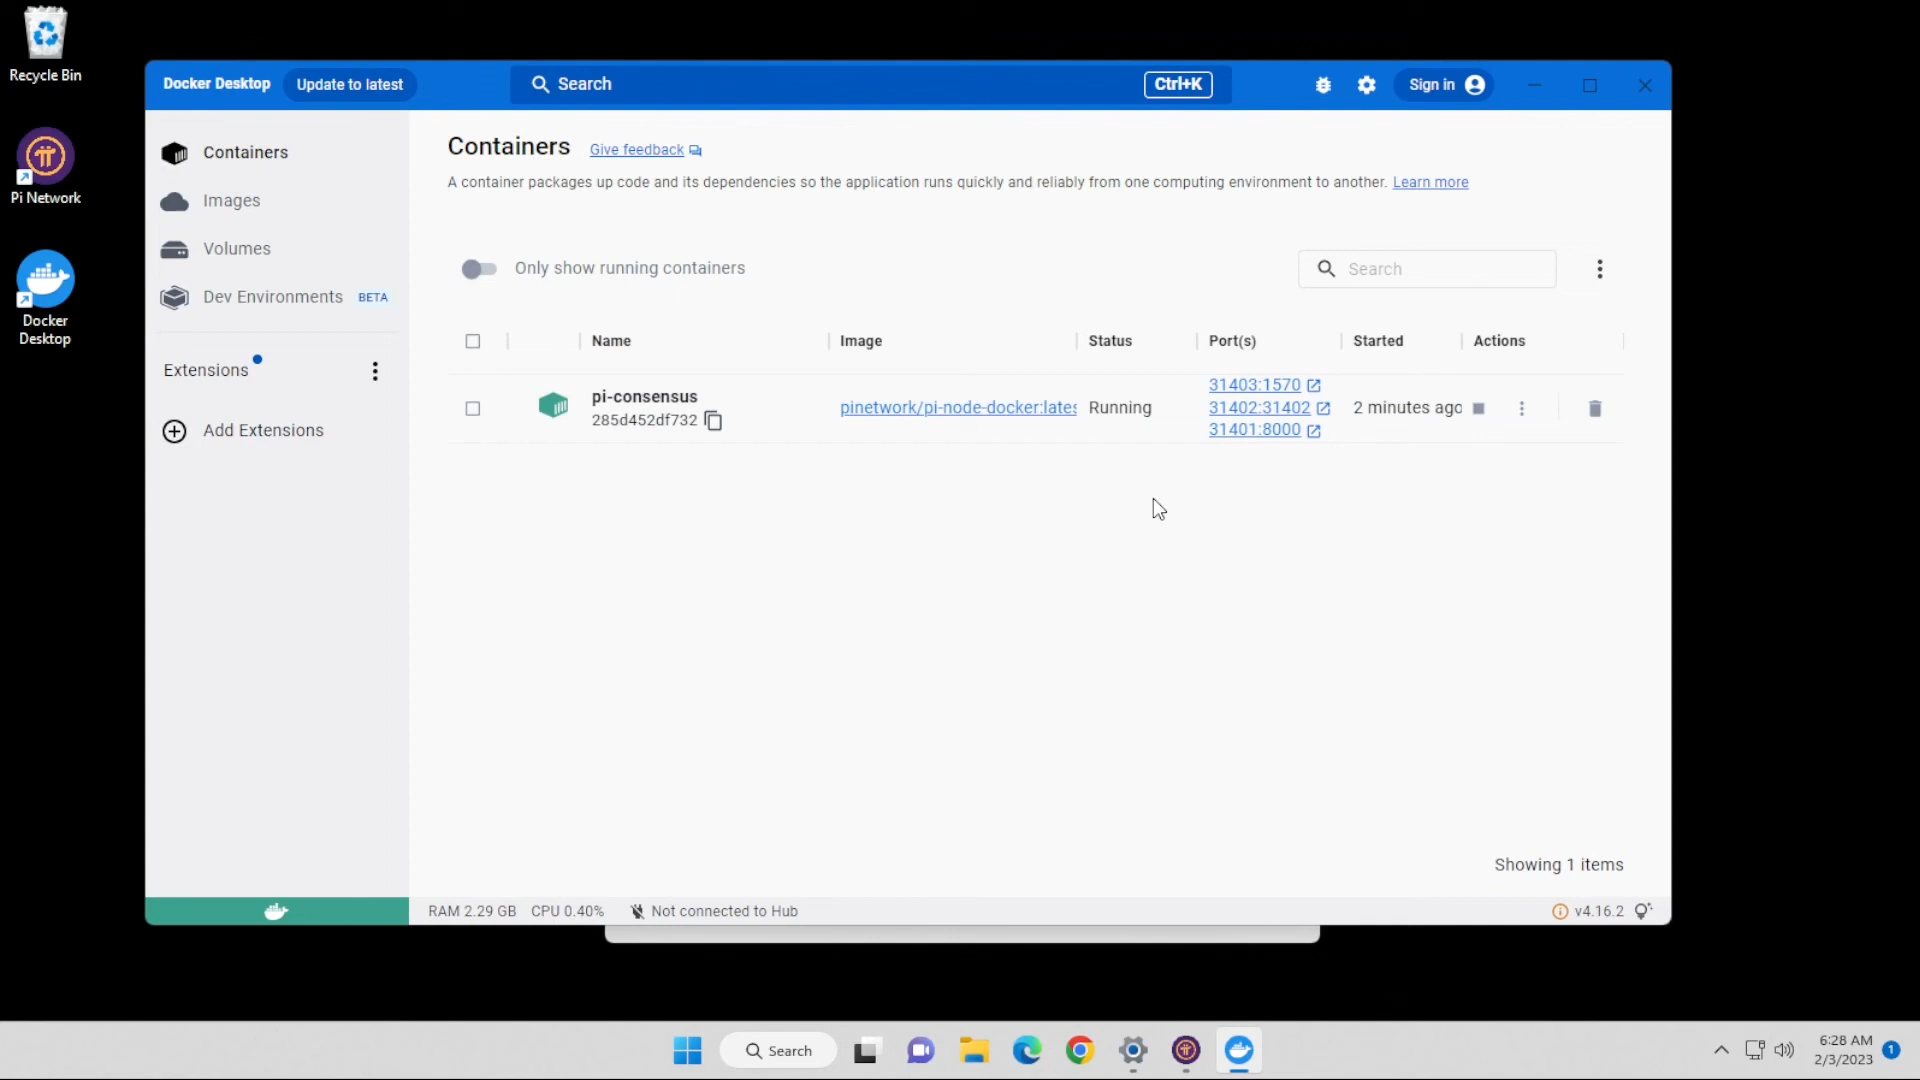 Recycle Bin
Pi Network
Docker
Desktop
Docker Desktop
Update to latest
Search
Ctrl+K
Sign in
Containers
Images
Volumes
Dev Environments BETA
Extensions
Add Extensions
Containers Give feedback
A container packages up code and its dependencies so the application runs quickly and reliably from one computing environment to another. Learn more
Only show running containers
Search
Name Image Status Port(s) Started Actions
pi-consensus
285d452df732
pinetwork/pi-node-docker:lates
Running
31403:1570
31402:31402
31401:8000
2 minutes ago
Showing 1 items
RAM 2.29 GB CPU 0.40% Not connected to Hub
v4.16.2
Search
6:28 AM
2/3/2023
1